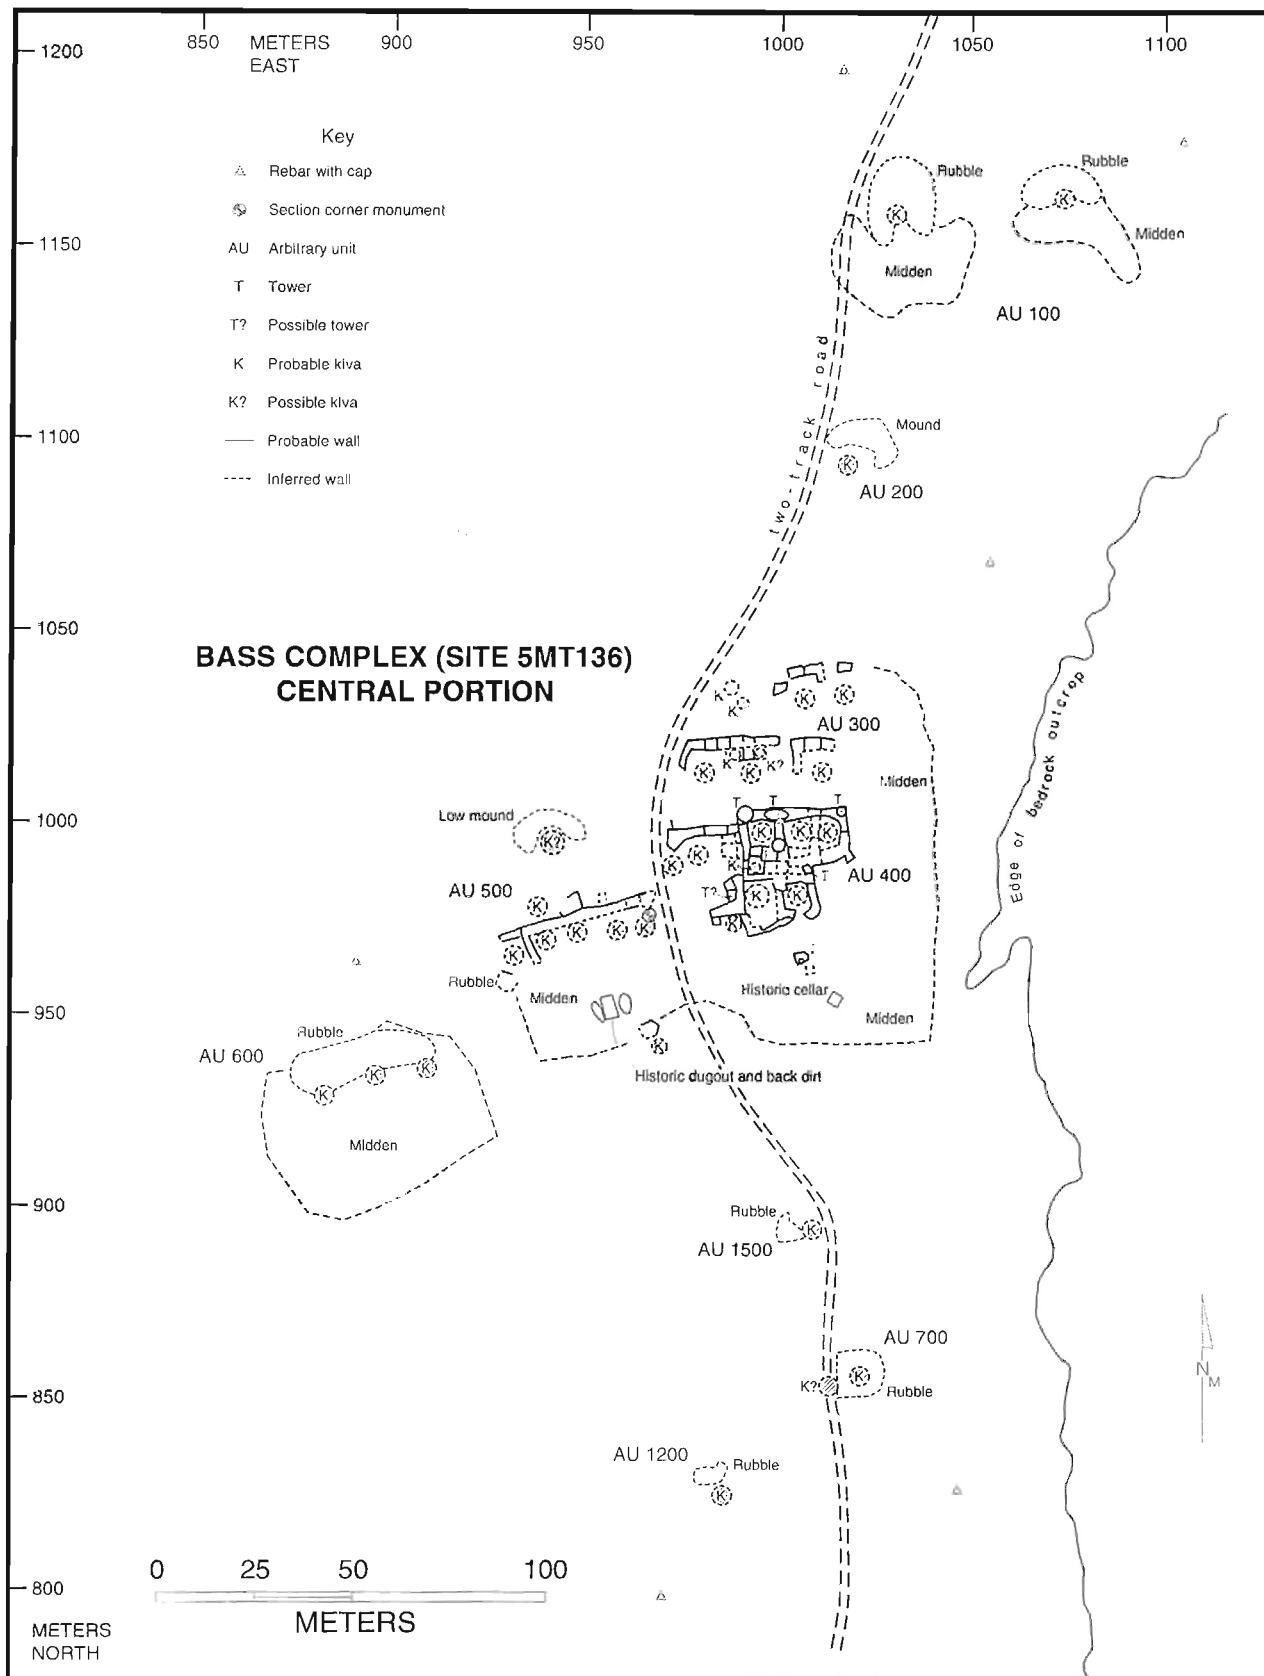 1200
850
METERS
EAST
900
950
1000
1050
1100
Key
Rebar with cap
Section corner monument
AU Arbitrary unit
T Tower
T? Possible tower
K Probable kiva
K? Possible kiva
Probable wall
Inferred wall
Rubble
K
Midden
Rubble
K
Midden
AU 100
1150
two-track road
1100
Mound
K
AU 200
1050
BASS COMPLEX (SITE 5MT136)
CENTRAL PORTION
Edge of bedrock outcrop
K
K
K
K
AU 300
K
K?
K
K
K
Midden
1000
Low mound
K?
T
T
T
K
K
K
K
K
K
AU 400
T
T?
K
K
K
AU 500
K
K
K
K
K
K
Rubble
Midden
Historic cellar
Midden
950
Rubble
AU 600
K
K
K
K
Historic dugout and back dirt
Midden
900
Rubble
K
AU 1500
AU 700
K?
K
Rubble
850
AU 1200
Rubble
K
N
M
0 25 50 100
METERS
800
METERS
NORTH